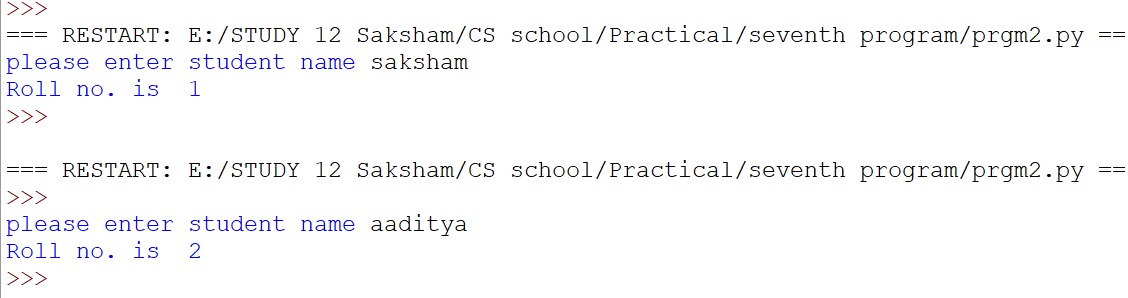 >>>
=== RESTART: E:/STUDY 12 Saksham/CS school/Practical/seventh program/prgm2.py ==
please enter student name saksham
Roll no. is  1
>>>
=== RESTART: E:/STUDY 12 Saksham/CS school/Practical/seventh program/prgm2.py ==
>>>
please enter student name aaditya
Roll no. is  2
>>>